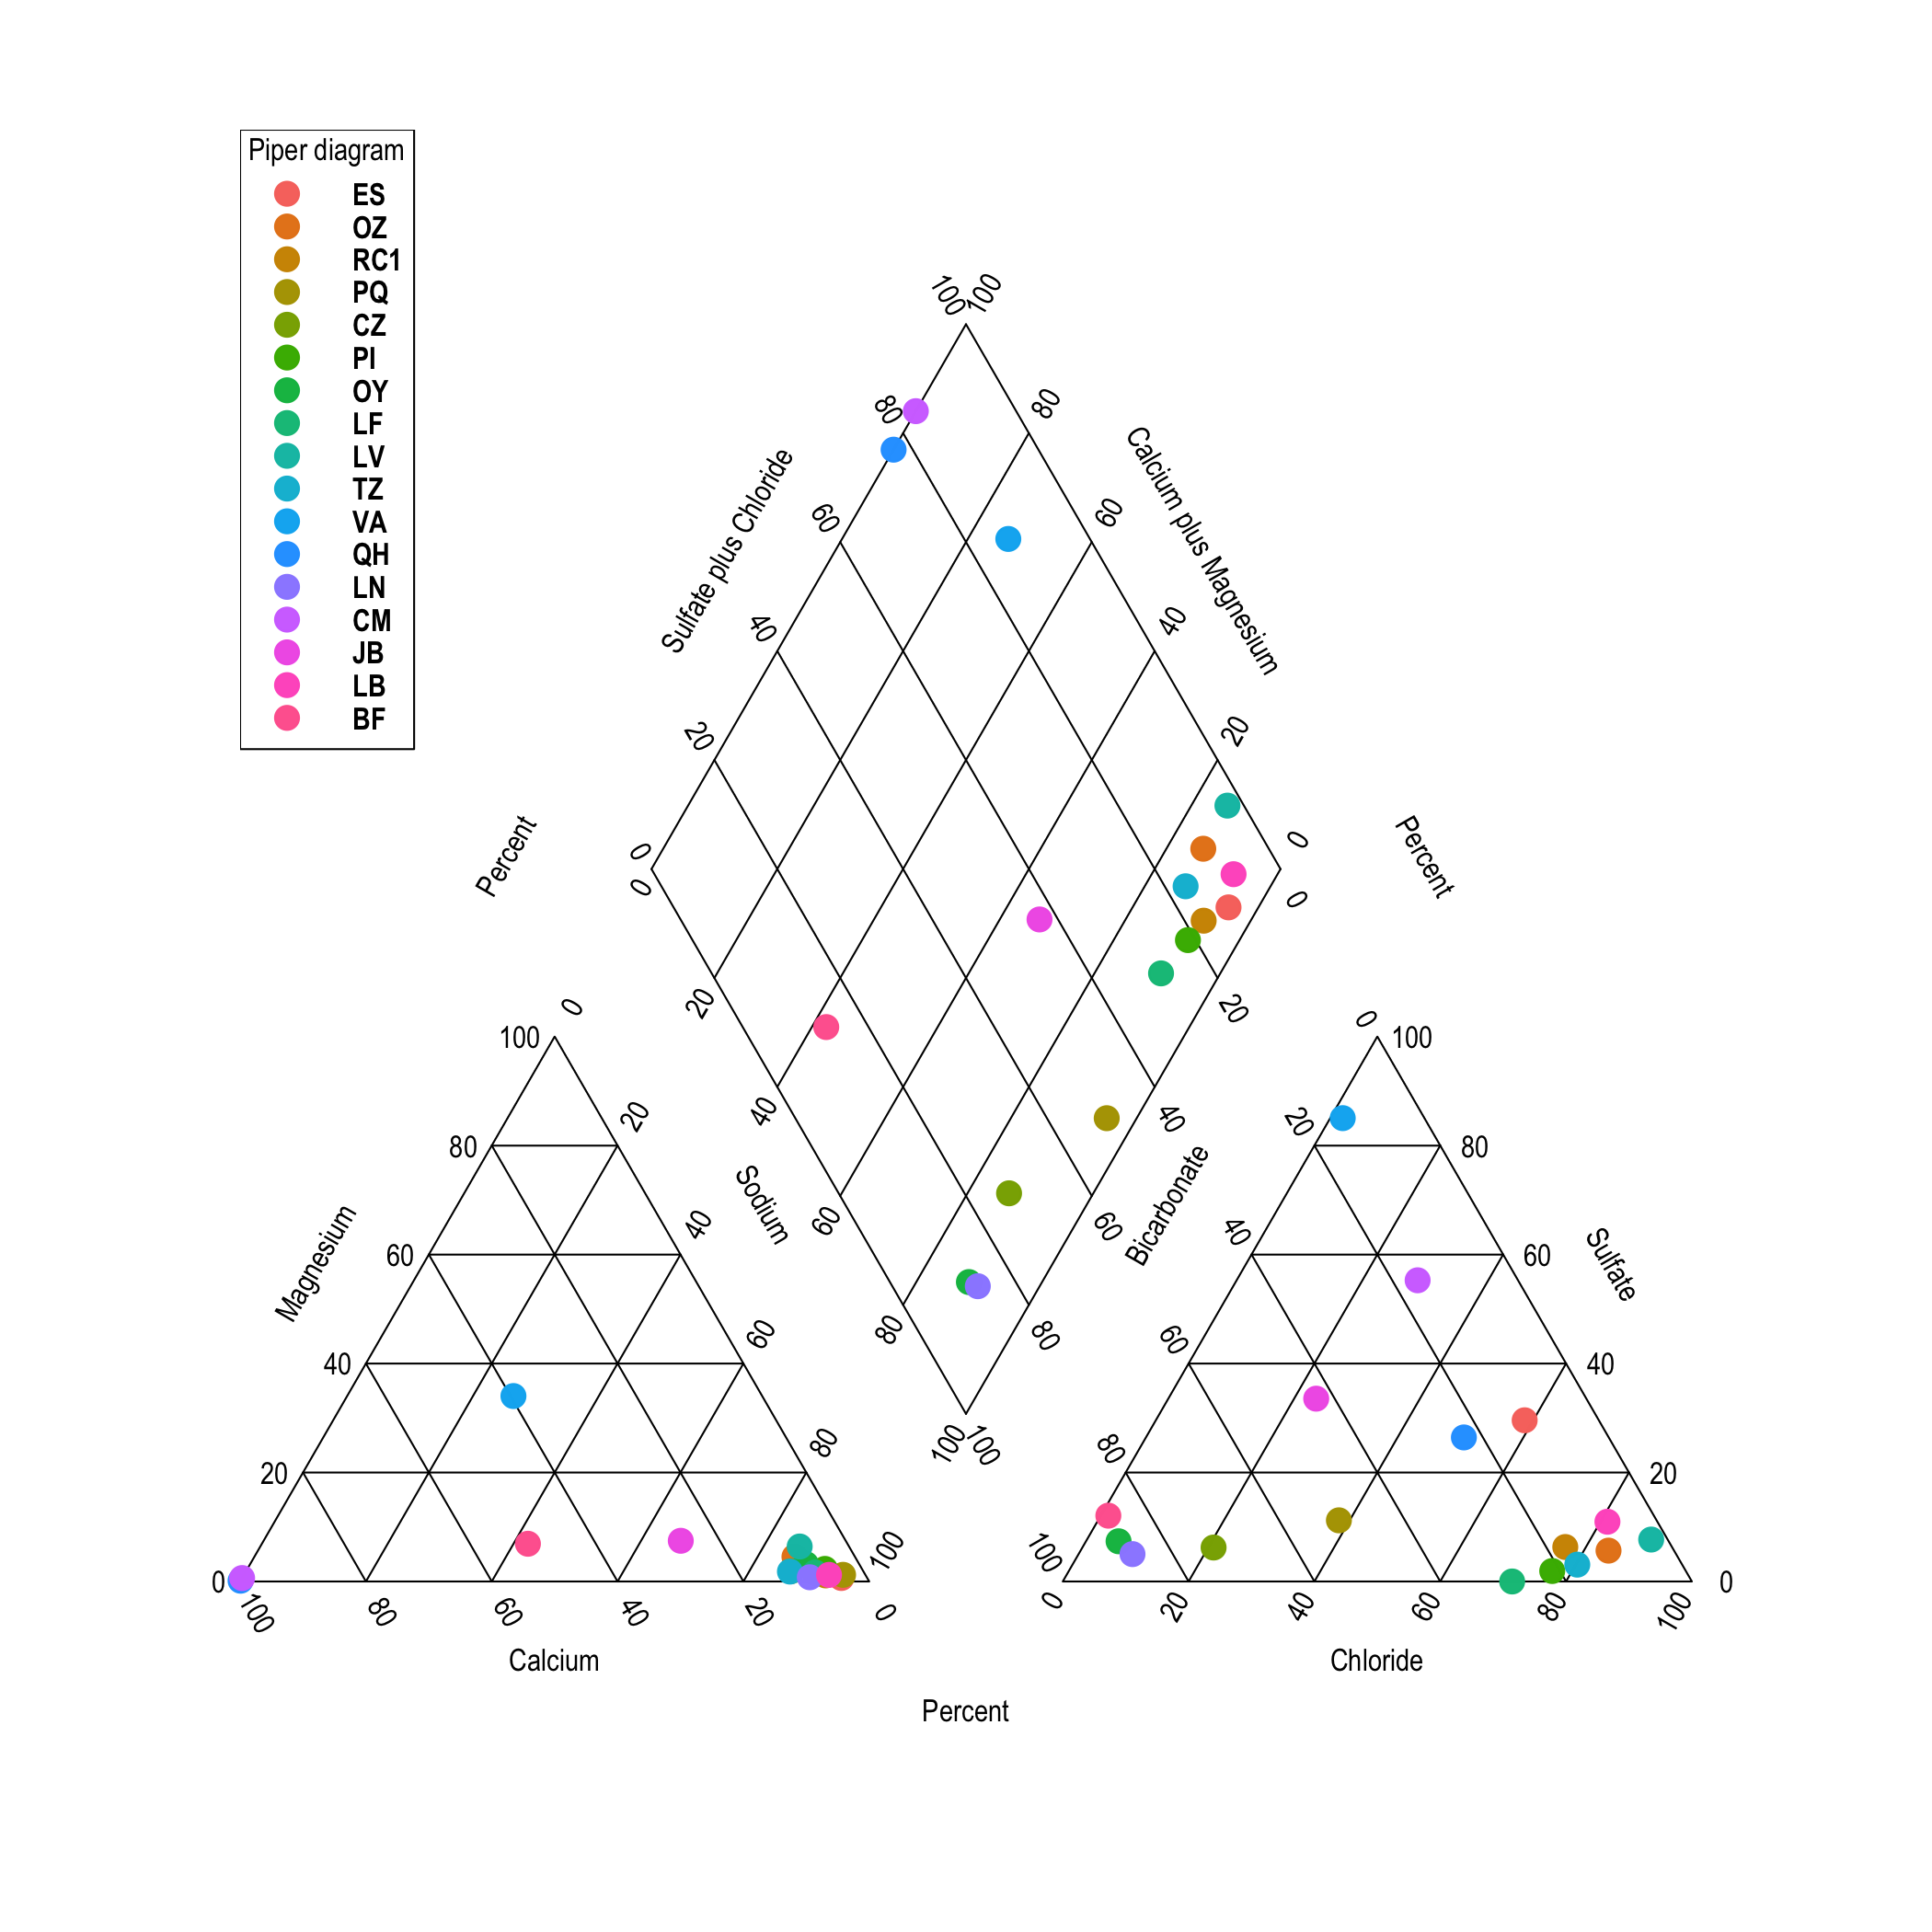 Piper diagram
ES
OZ
RC1
PQ
CZ
PI
OY
LF
LV
TZ
VA
QH
LN
CM
JB
LB
BF
100 100
80 80
60 60
40 40
20 20
0 0
0 0
20 20
40 40
60 60
80 80
100 100
Sulfate plus Chloride
Calcium plus Magnesium
Percent
Percent
Sodium
Bicarbonate
Magnesium
Sulfate
100 0
80 20
60 40
40 60
20 80
0 100
100 80 60 40 20 0
Calcium
0 100
20 80
40 60
60 40
80 20
100 0
0 20 40 60 80 100
Chloride
Percent